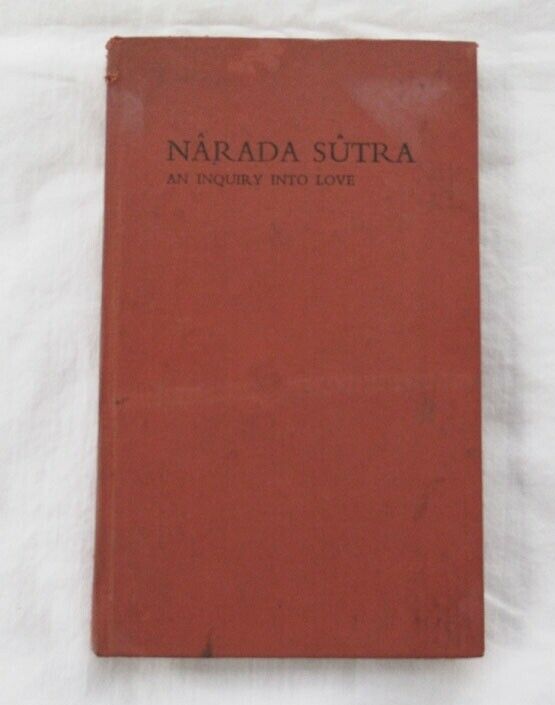 NÂRADA SÛTRA
AN INQUIRY INTO LOVE